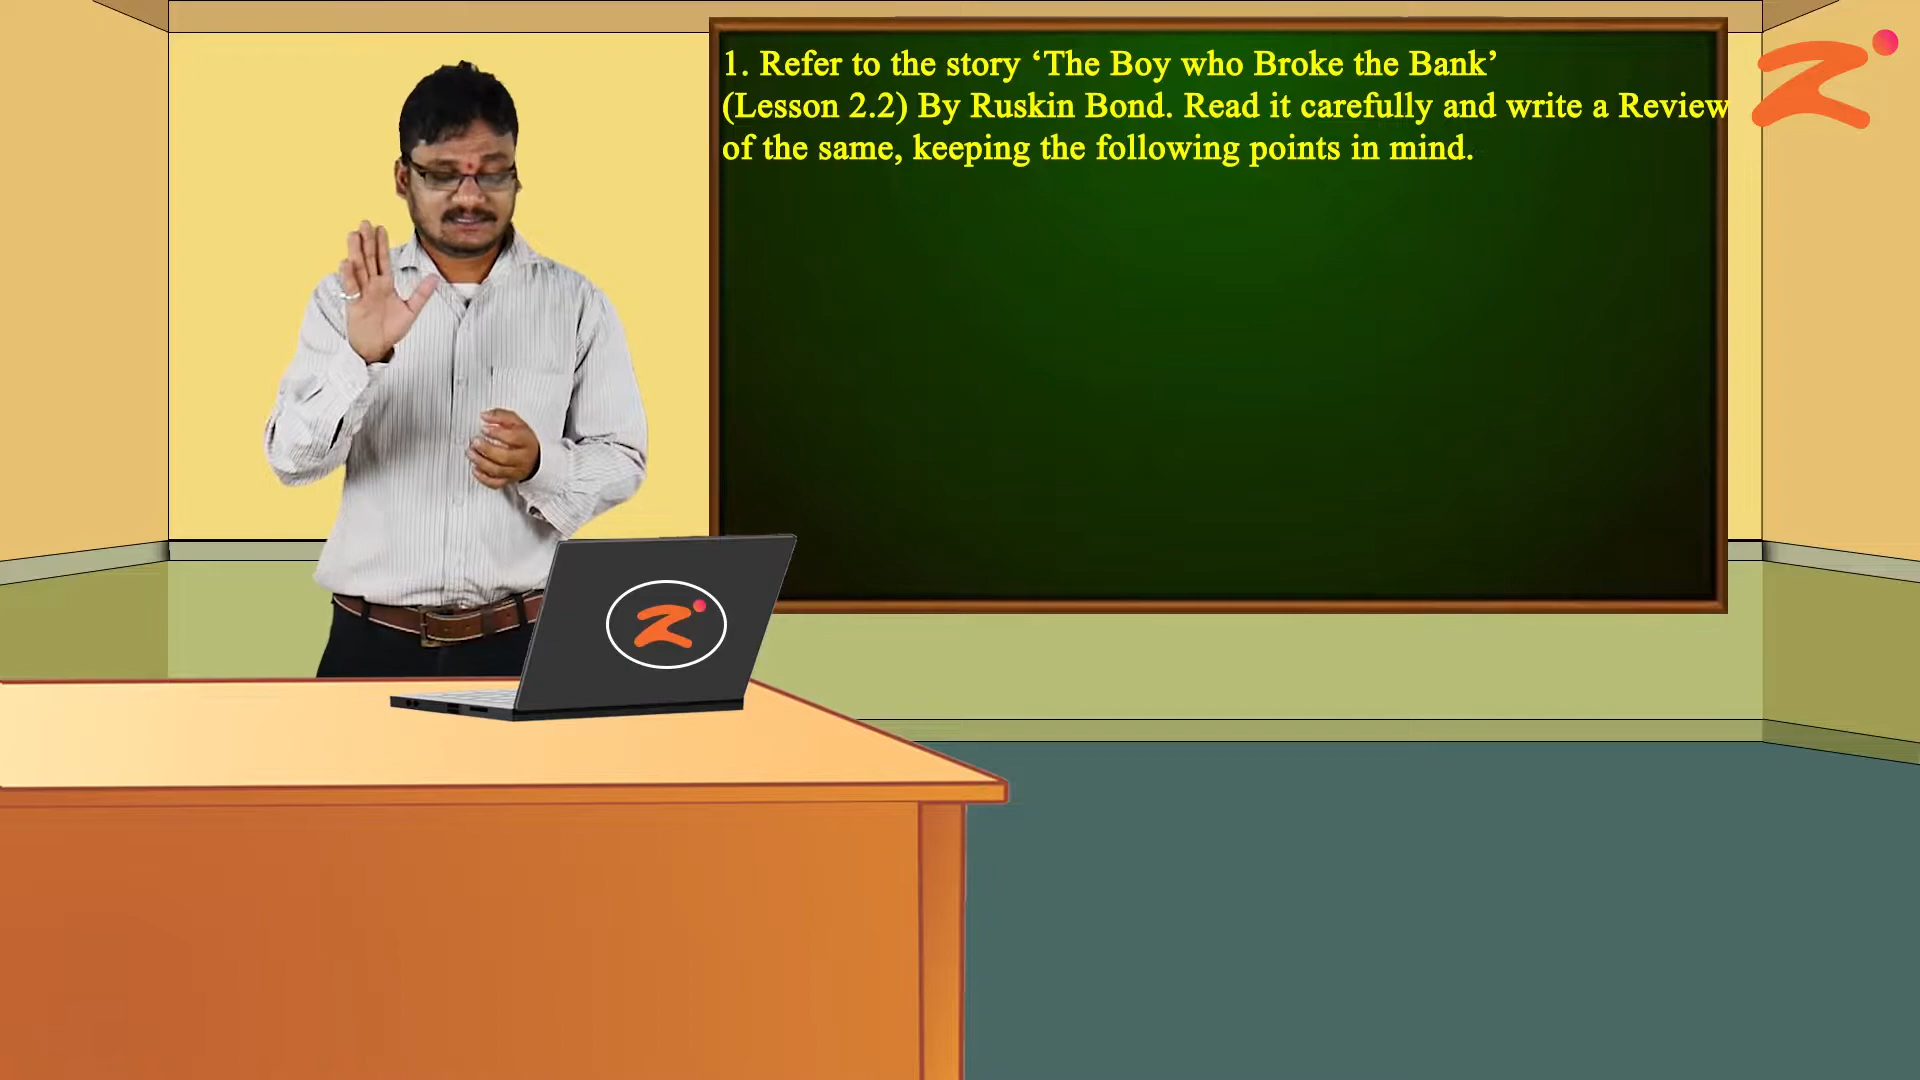 1. Refer to the story ‘The Boy who Broke the Bank’
(Lesson 2.2) By Ruskin Bond. Read it carefully and write a Review
of the same, keeping the following points in mind.